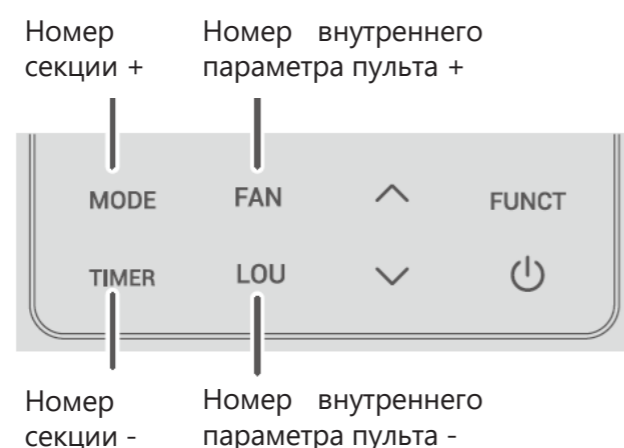 Номер
секции +
Номер внутреннего
параметра пульта +
MODE FAN FUNCT
TIMER LOU
Номер
секции -
Номер внутреннего
параметра пульта -